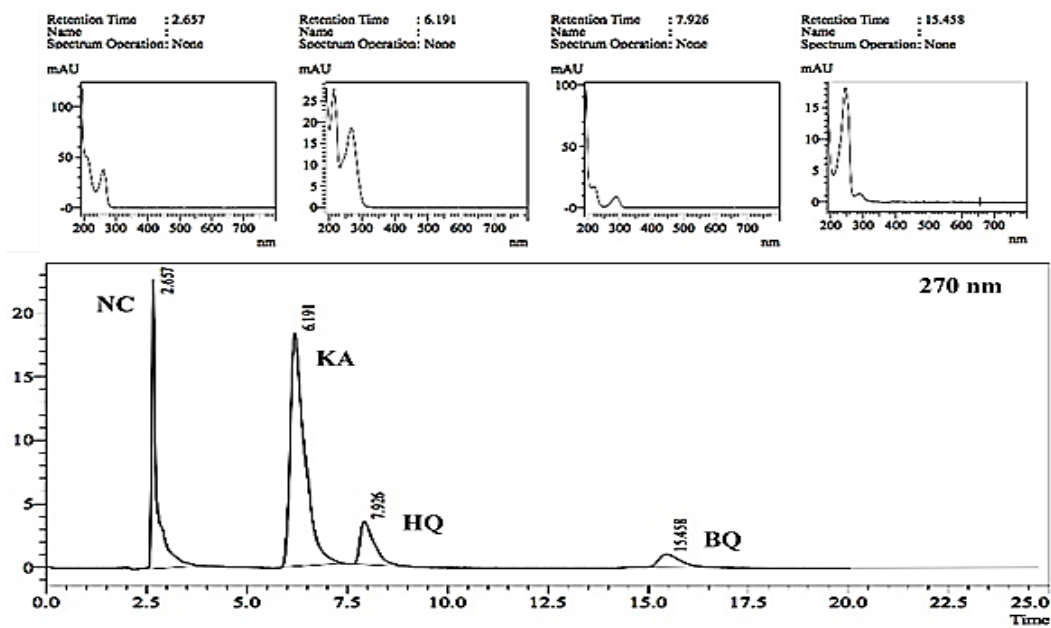 Retention Time : 2.657
Name :
Spectrum Operation: None
mAU
100
50
-0
200 300 400 500 600 700
nm
Retention Time : 6.191
Name :
Spectrum Operation: None
mAU
25
20
15
10
5
0
200 300 400 500 600 700
nm
Retention Time : 7.926
Name :
Spectrum Operation: None
mAU
100
50
-0
200 300 400 500 600 700
nm
Retention Time : 15.458
Name :
Spectrum Operation: None
mAU
15
10
5
0
200 300 400 500 600 700
nm
270 nm
NC
2.657
6.191
KA
7.926
HQ
15.458
BQ
20
15
10
5
0
0.0 2.5 5.0 7.5 10.0 12.5 15.0 17.5 20.0 22.5 25.0
Time